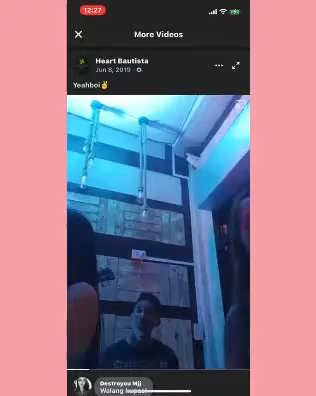 12:27
More Videos
Heart Bautista
Jun 8, 2019
Yeahboi✌
Destroyou Mjj
Walang kupas!